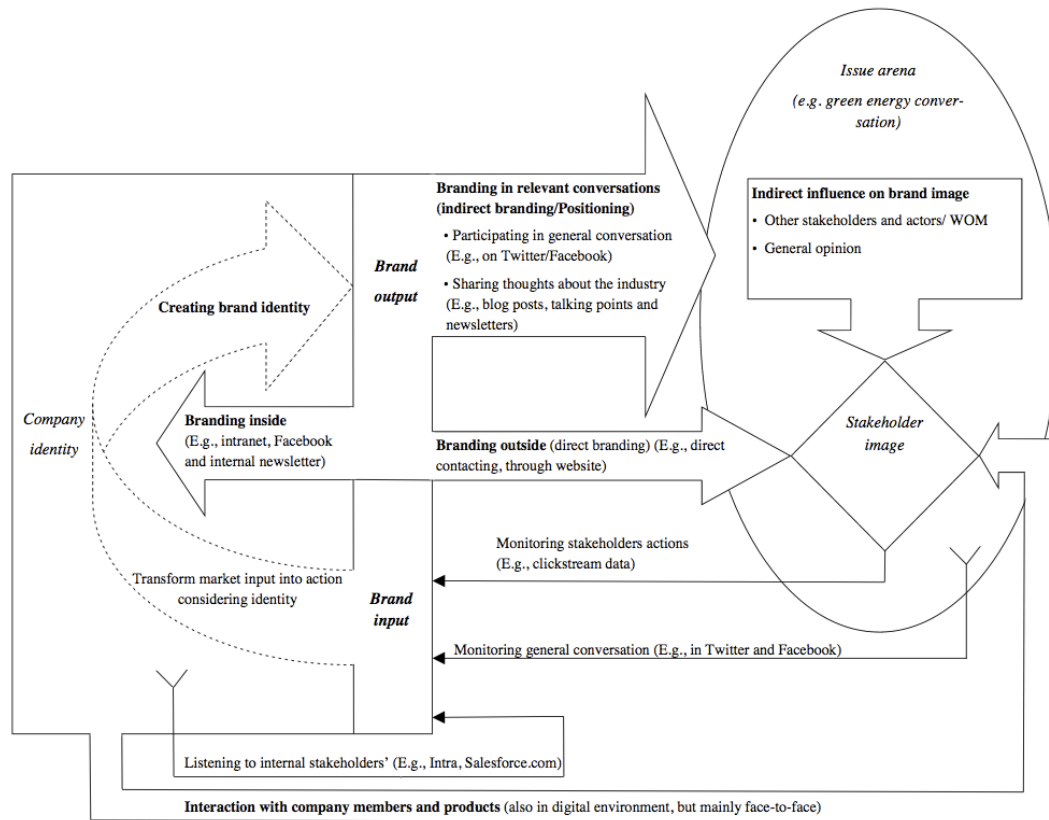 Issue arena
(e.g. green energy conver-
sation)
Branding in relevant conversations
(indirect branding/Positioning)
• Participating in general conversation
(E.g., on Twitter/Facebook)
• Sharing thoughts about the industry
(E.g., blog posts, talking points and
newsletters)
Indirect influence on brand image
• Other stakeholders and actors/ WOM
• General opinion
Brand
output
Creating brand identity
Company
identity
Branding inside
(E.g., intranet, Facebook
and internal newsletter)
Branding outside (direct branding) (E.g., direct
contacting, through website)
Stakeholder
image
Monitoring stakeholders actions
(E.g., clickstream data)
Transform market input into action
considering identity
Brand
input
Monitoring general conversation (E.g., in Twitter and Facebook)
Listening to internal stakeholders’ (E.g., Intra, Salesforce.com)
Interaction with company members and products (also in digital environment, but mainly face-to-face)